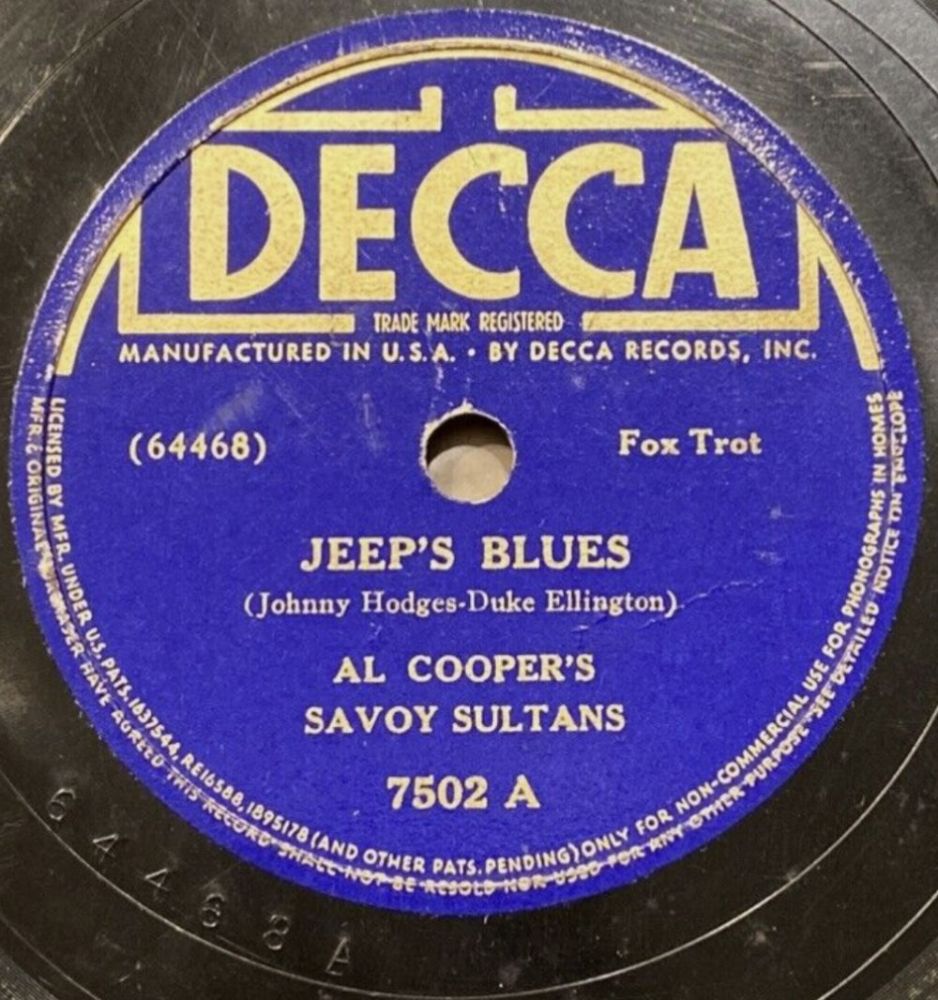 DECCA
TRADE MARK REGISTERED
MANUFACTURED IN U.S.A. • BY DECCA RECORDS, INC.
(64468)
Fox Trot
JEEP'S BLUES
(Johnny Hodges-Duke Ellington)
AL COOPER'S
SAVOY SULTANS
7502 A
LICENSED BY MFR. UNDER U.S. PATS. 1637544, RE16588, 1895178 (AND OTHER PATS. PENDING) ONLY FOR NON-COMMERCIAL USE FOR PHONOGRAPHS IN HOMES
MFR. & ORIGINAL PURCHASER HAVE AGREED THIS RECORD SHALL NOT BE RESOLD NOR USED FOR ANY OTHER PURPOSE SEE DETAILED NOTICE ON ENVELOPE
64468 A